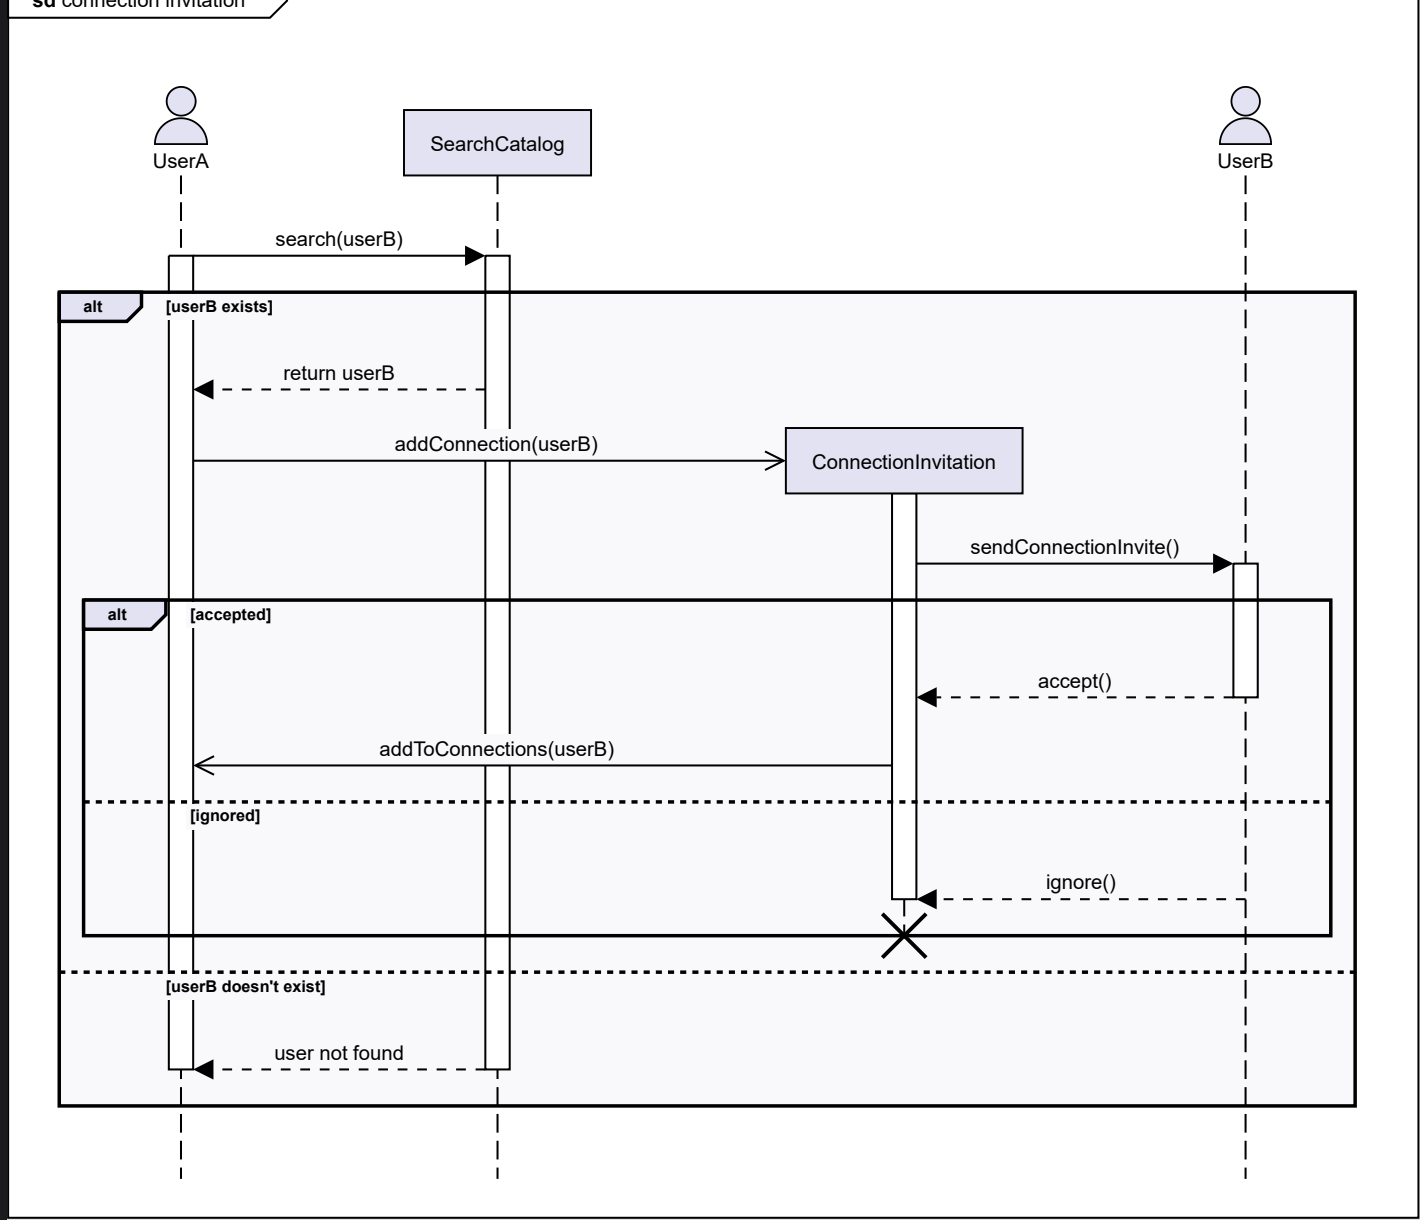 sd connection invitation
UserA
SearchCatalog
UserB
search(userB)
alt
[userB exists]
return userB
addConnection(userB)
ConnectionInvitation
sendConnectionInvite()
alt
[accepted]
accept()
addToConnections(userB)
[ignored]
ignore()
[userB doesn't exist]
user not found